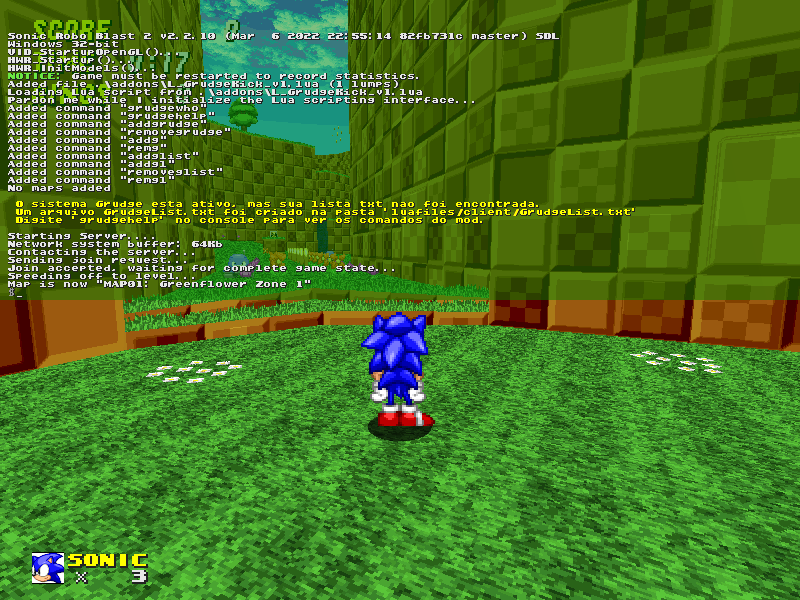 SCORE 0
Sonic Robo Blast 2 v2.2.10 (Mar  6 2022 22:55:14 82fb731c master) SDL
Windows 32-bit
VID_StartupOpenGL()...
HWR_Startup()...
HWR_InitModels()...
NOTICE: Game must be restarted to record statistics.
Added file .\addons\L_GrudgeKick_v1.lua (1 lumps)
Loading Lua script from .\addons\L_GrudgeKick_v1.lua
Pardon me while I initialize the Lua scripting interface...
Added command "grudgewho"
Added command "grudgehelp"
Added command "addgrudge"
Added command "removegrudge"
Added command "addg"
Added command "remg"
Added command "addglist"
Added command "addgl"
Added command "removeglist"
Added command "remgl"
No maps added
O sistema Grudge esta ativo, mas sua lista txt nao foi encontrada.
Um arquivo GrudgeList.txt foi criado na pasta 'luafiles/client/GrudgeList.txt'
Digite 'grudgehelp' no console para ver os comandos do mod.
Starting Server....
Network system buffer: 64Kb
Contacting the server...
Sending join request...
Join accepted, waiting for complete game state...
Speeding off to level...
Map is now "MAP01: Greenflower Zone 1"
$_
SONIC
x 3